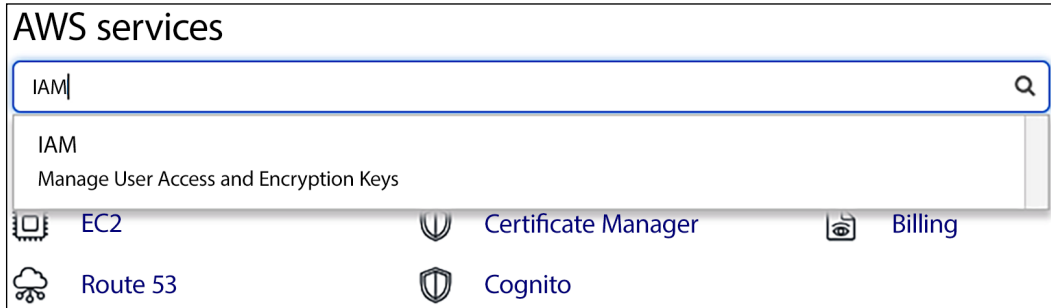 AWS services
IAM
IAM
Manage User Access and Encryption Keys
EC2 Certificate Manager Billing
Route 53 Cognito